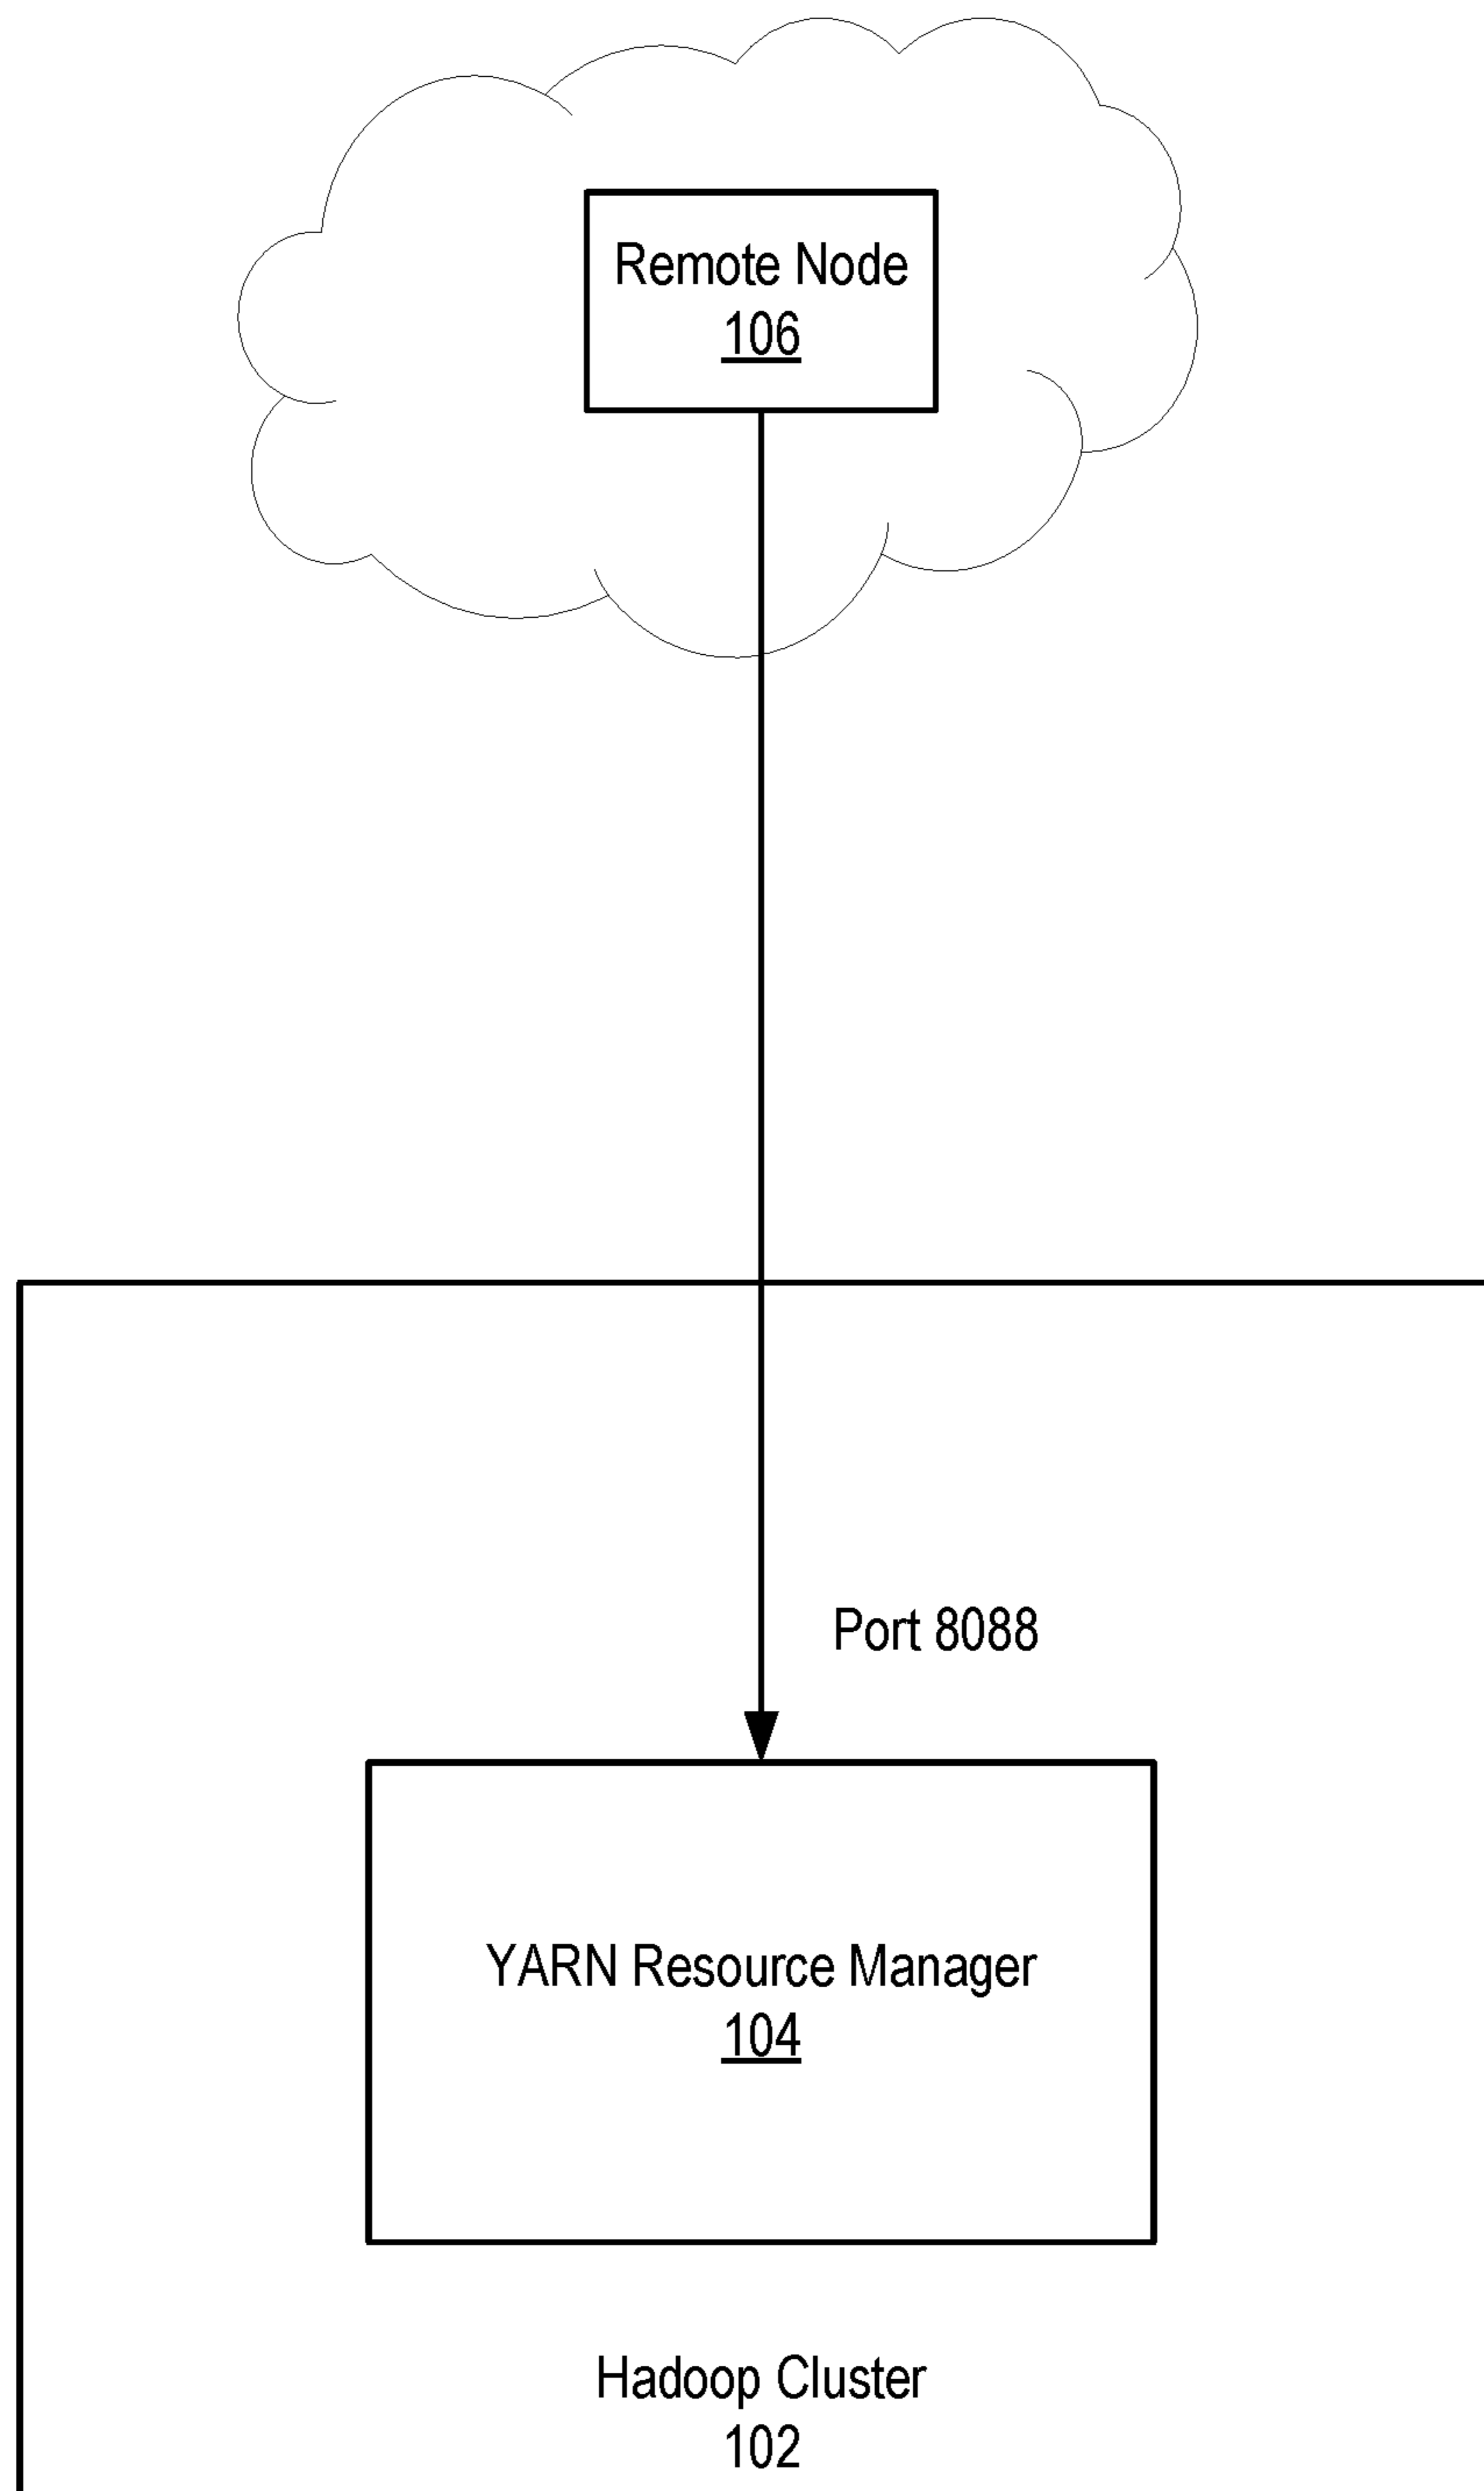 Remote Node
106
Port 8088
YARN Resource Manager
104
Hadoop Cluster
102